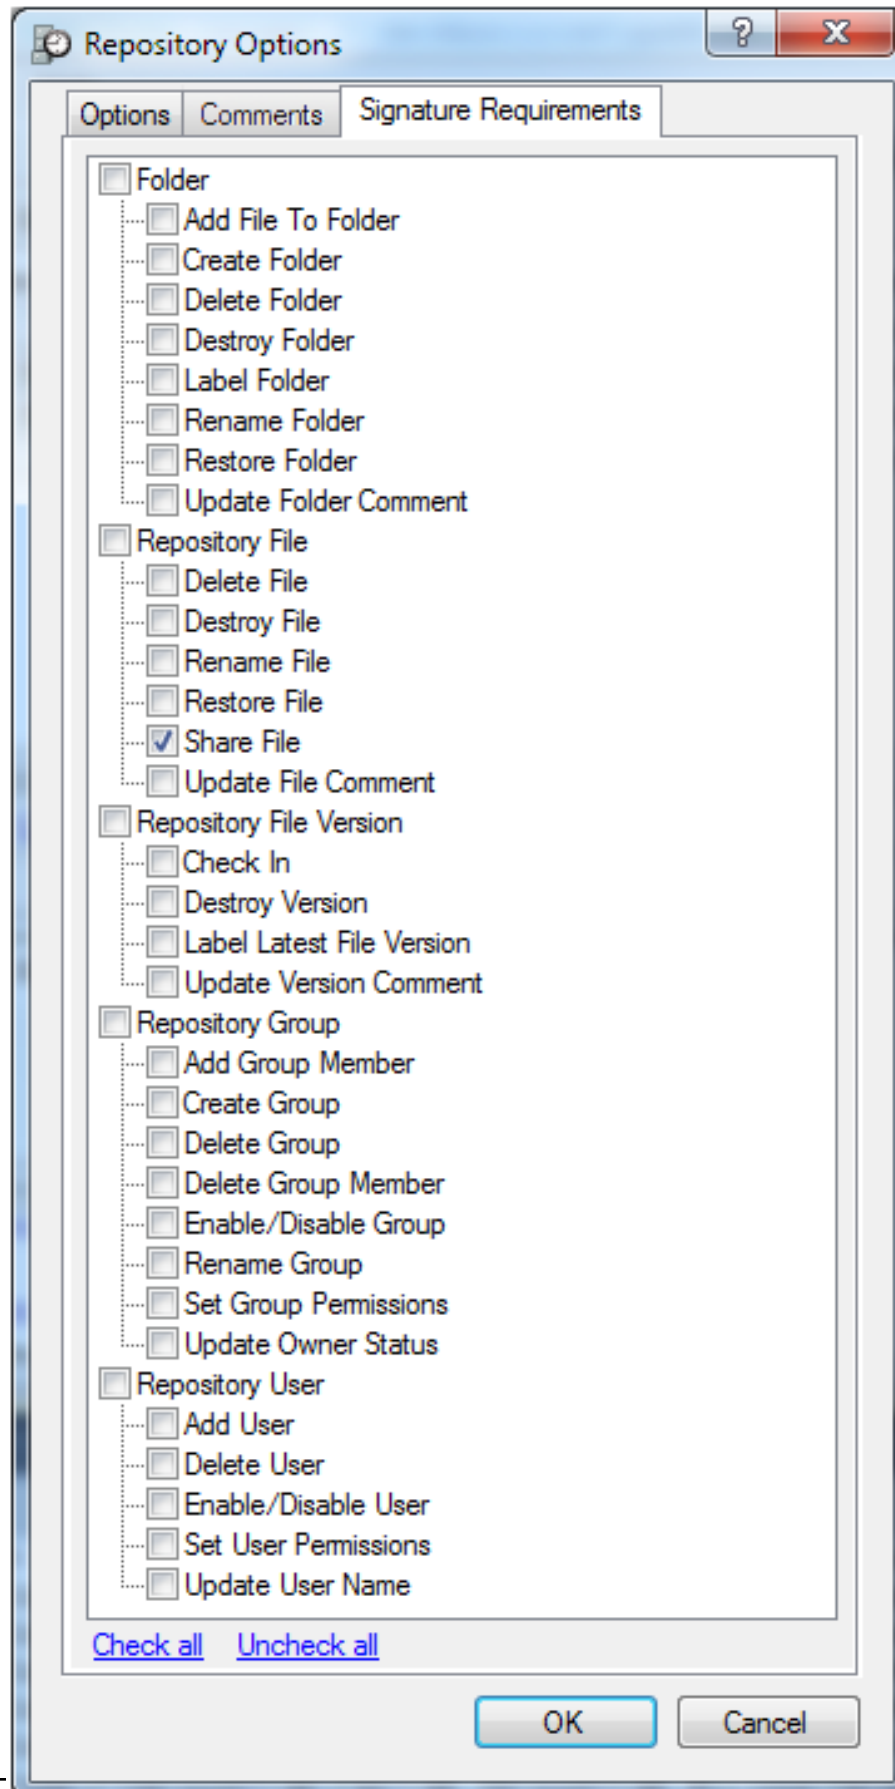 Repository Options
Options Comments Signature Requirements
Folder
Add File To Folder
Create Folder
Delete Folder
Destroy Folder
Label Folder
Rename Folder
Restore Folder
Update Folder Comment
Repository File
Delete File
Destroy File
Rename File
Restore File
Share File
Update File Comment
Repository File Version
Check In
Destroy Version
Label Latest File Version
Update Version Comment
Repository Group
Add Group Member
Create Group
Delete Group
Delete Group Member
Enable/Disable Group
Rename Group
Set Group Permissions
Update Owner Status
Repository User
Add User
Delete User
Enable/Disable User
Set User Permissions
Update User Name
Check all Uncheck all
OK Cancel